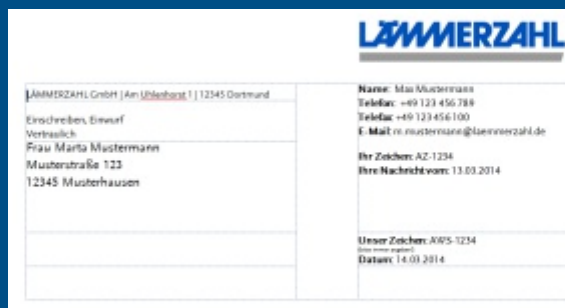 LÄMMERZAHL
LÄMMERZAHL GmbH | Am Uhlenhorst 1 | 12345 Dortmund
Einschreiben, Einwurf
Vertraulich
Frau Marta Mustermann
Musterstraße 123
12345 Musterhausen
Name: Max Mustermann
Telefon: +49 123 456 789
Telefax: +49 123 456 100
E-Mail: m.mustermann@laemmerzahl.de
Ihr Zeichen: AZ-1234
Ihre Nachricht vom: 13.03.2014
Unser Zeichen: AWS-1234
Datum: 14.03.2014